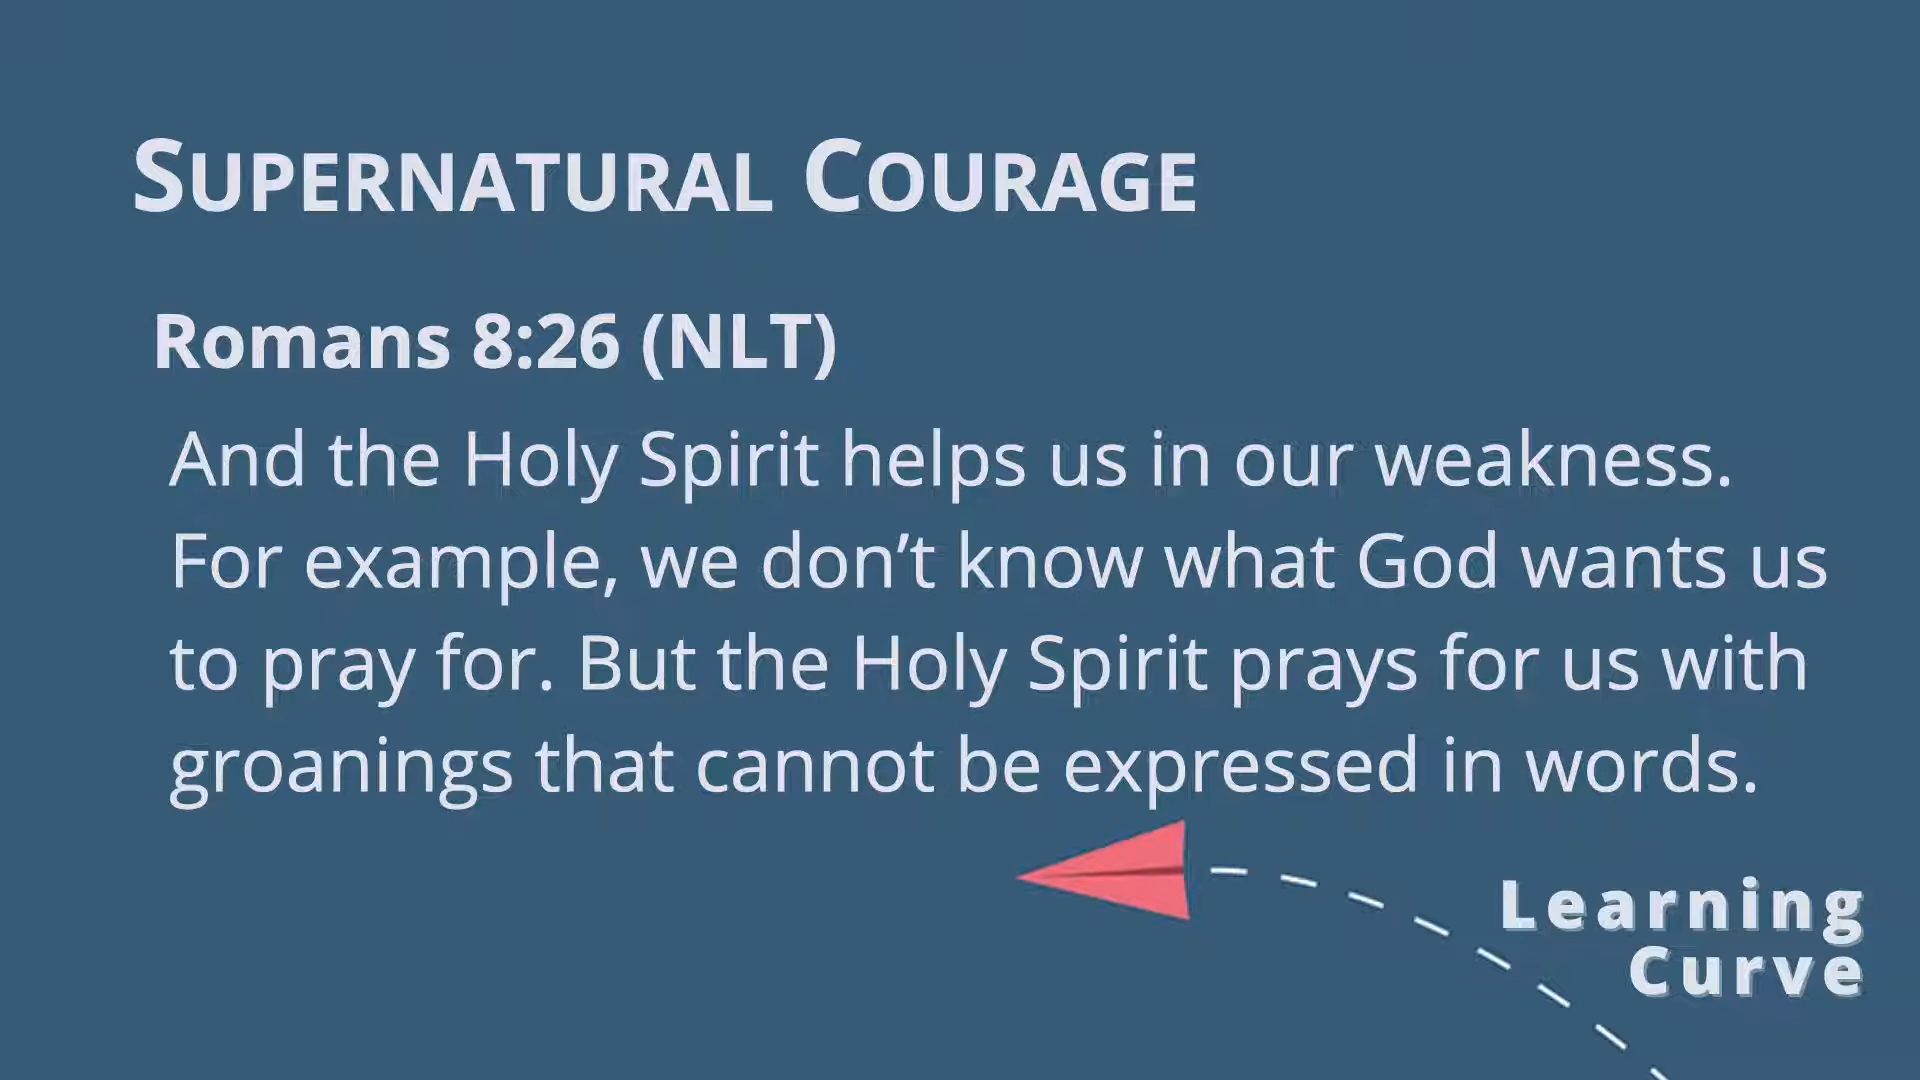 SUPERNATURAL COURAGE
Romans 8:26 (NLT)
And the Holy Spirit helps us in our weakness.
For example, we don’t know what God wants us
to pray for. But the Holy Spirit prays for us with
groanings that cannot be expressed in words.
Learning
Curve